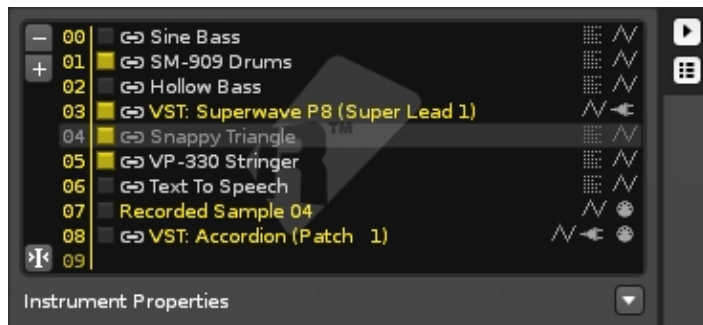 00 Sine Bass
01 SM-909 Drums
02 Hollow Bass
03 VST: Superwave P8 (Super Lead 1)
04 Snappy Triangle
TM
05 VP-330 Stringer
06 Text To Speech
07 Recorded Sample 04
08 VST: Accordion (Patch 1)
09
Instrument Properties